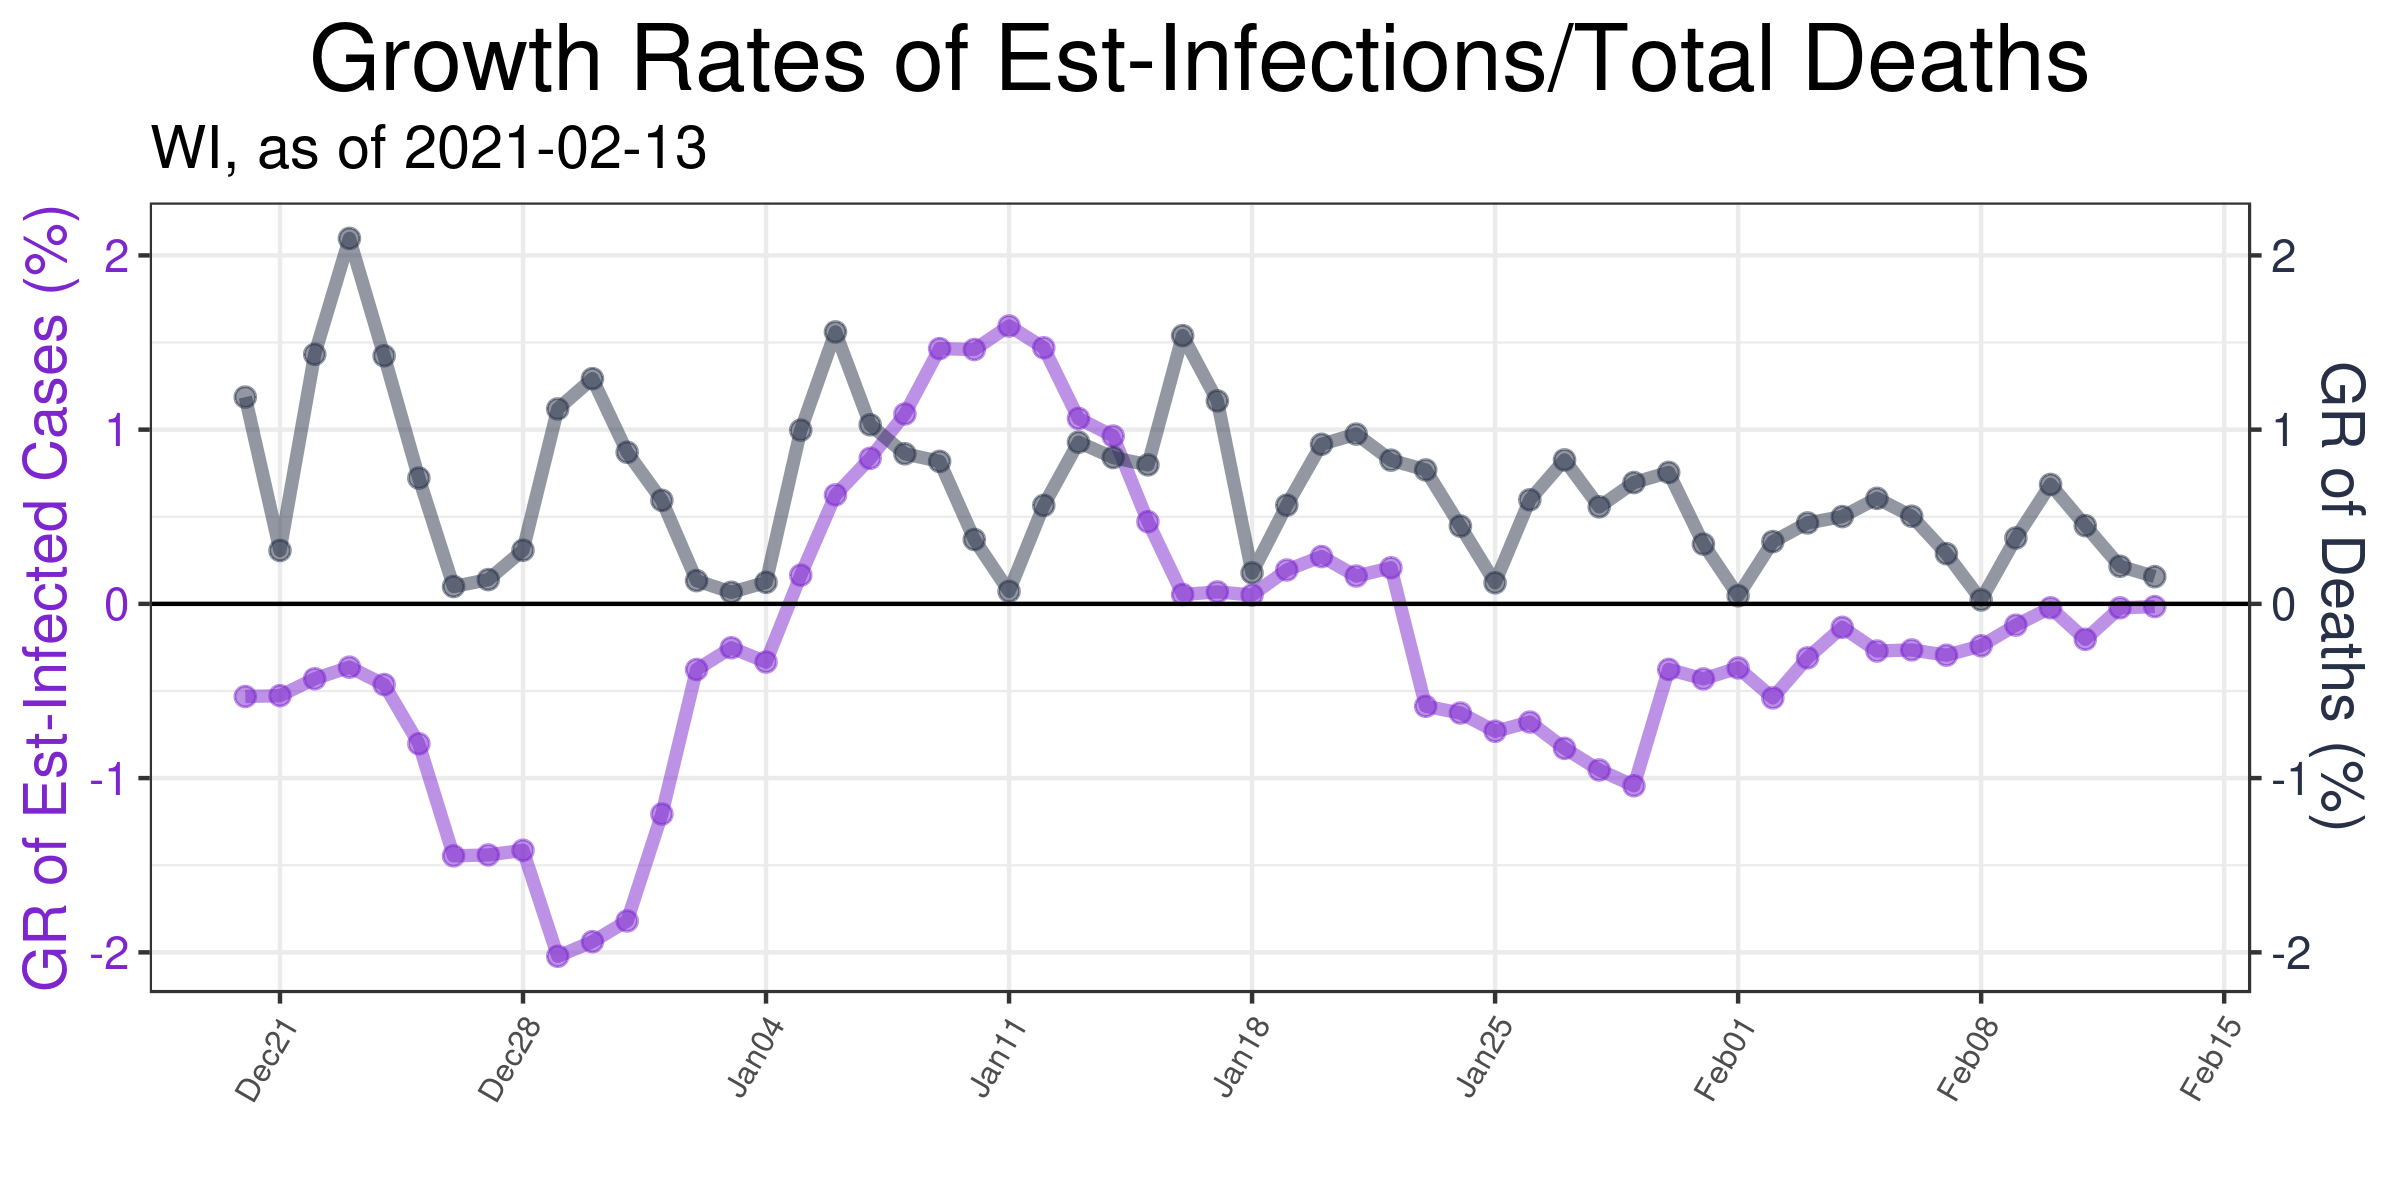 Growth Rates of Est-Infections/Total Deaths
WI, as of 2021-02-13
GR of Est-Infected Cases (%)
2
1
0
-1
-2
2
1
0
-1
-2
GR of Deaths (%)
Dec21
Dec28
Jan04
Jan11
Jan18
Jan25
Feb01
Feb08
Feb15